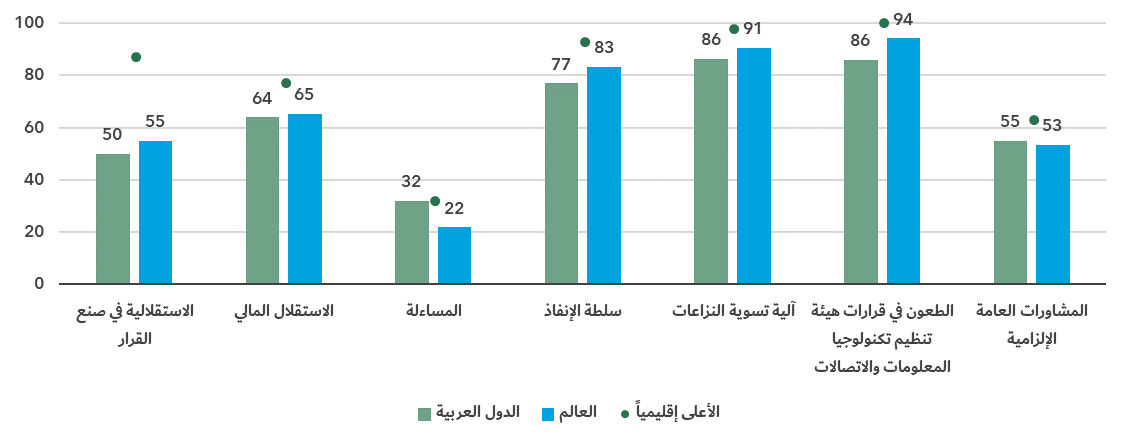 100
80
60
40
20
0
50
55
64
65
32
22
77
83
86
91
86
94
55
53
الاستقلالية في صنع
القرار
الاستقلال المالي
المساءلة
سلطة الإنفاذ
آلية تسوية النزاعات
الطعون في قرارات هيئة
تنظيم تكنولوجيا
المعلومات والاتصالات
المشاورات العامة
الإلزامية
الدول العربية
العالم
الأعلى إقليمياً